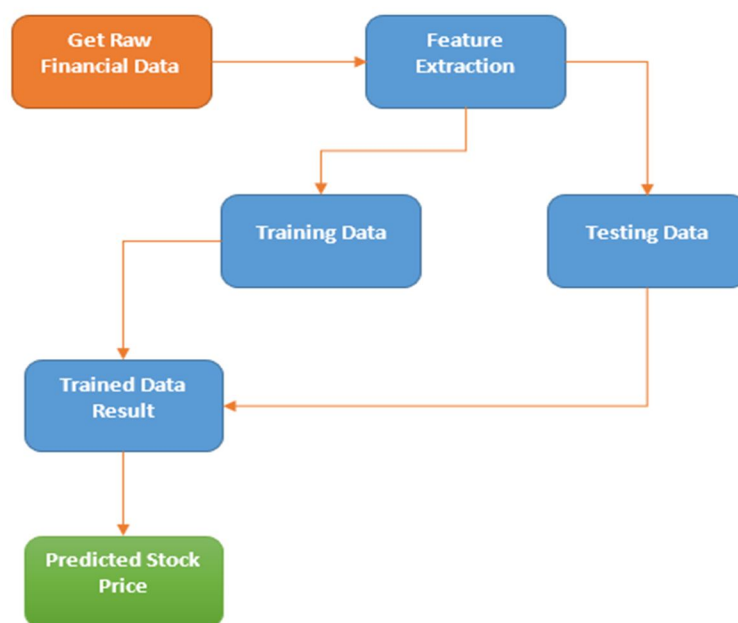 Get Raw
Financial Data
Feature
Extraction
Training Data
Testing Data
Trained Data
Result
Predicted Stock
Price